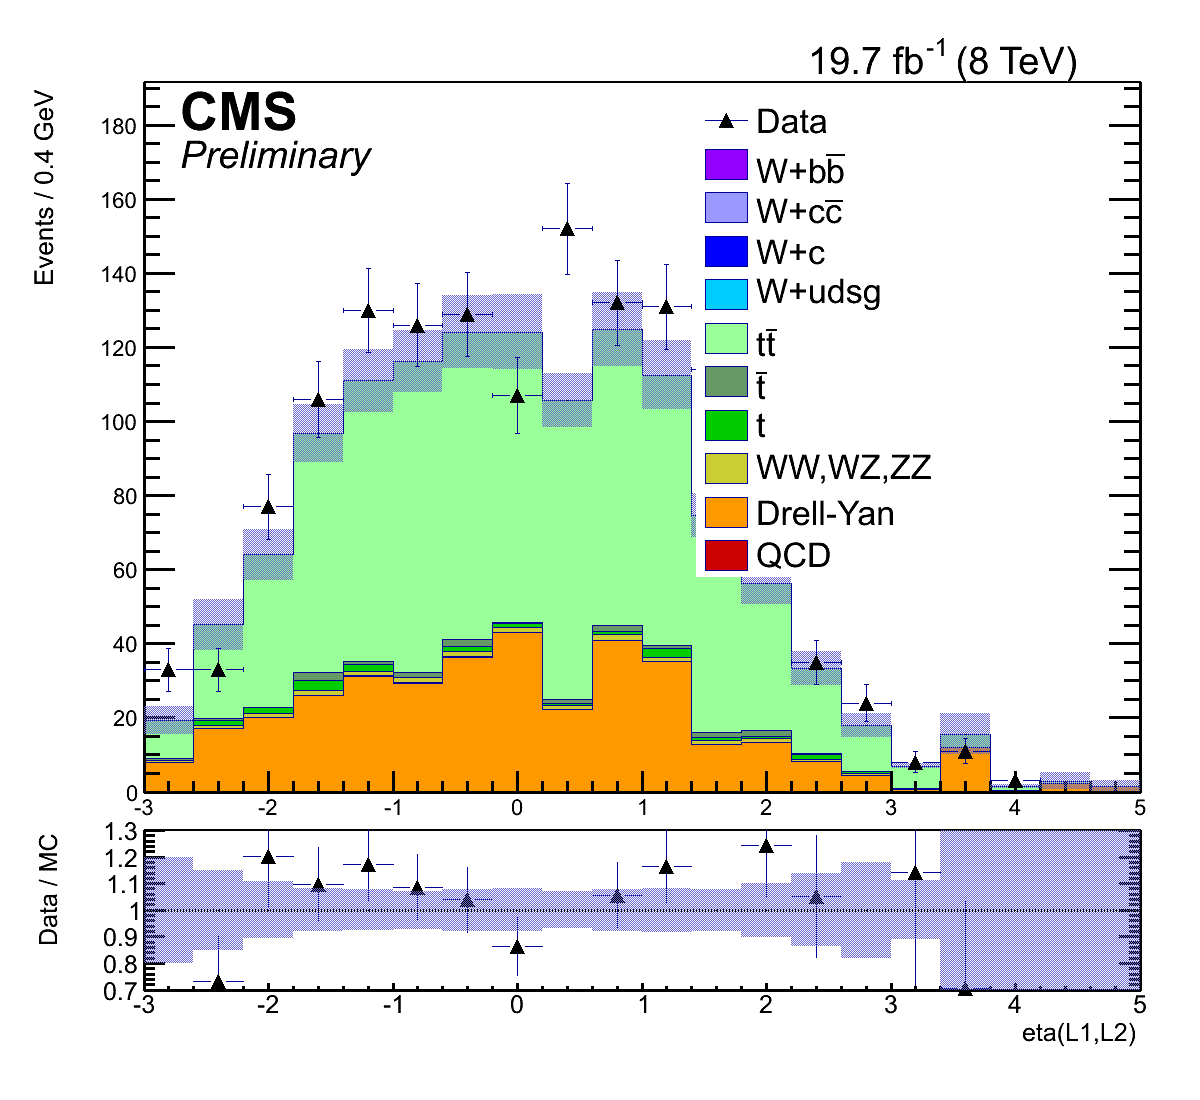 19.7 fb⁻¹ (8 TeV)
CMS
Preliminary
Events / 0.4 GeV
180
160
140
120
100
80
60
40
20
0
Data
W+bb̅
W+cc̅
W+c
W+udsg
tt̅
t̅
t
WW,WZ,ZZ
Drell-Yan
QCD
-3 -2 -1 0 1 2 3 4 5
Data / MC
1.3
1.2
1.1
1
0.9
0.8
0.7
-3 -2 -1 0 1 2 3 4 5
eta(L1,L2)